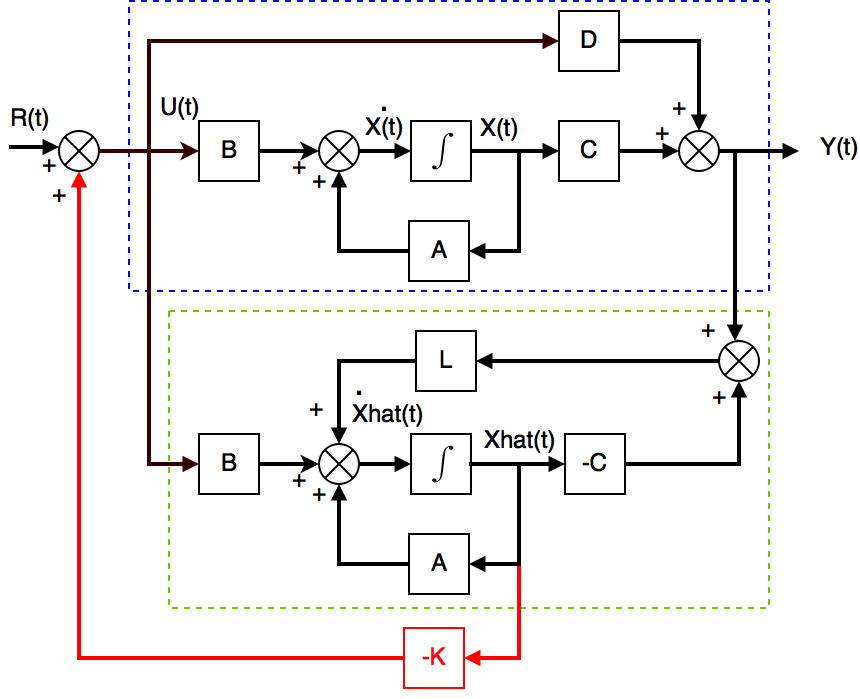 D
R(t)
U(t)
Ẋ(t)
X(t)
Y(t)
+
+
+
+
+
+
B
∫
C
A
L
+
+
+
Ẋhat(t)
Xhat(t)
B
+
+
∫
-C
A
-K